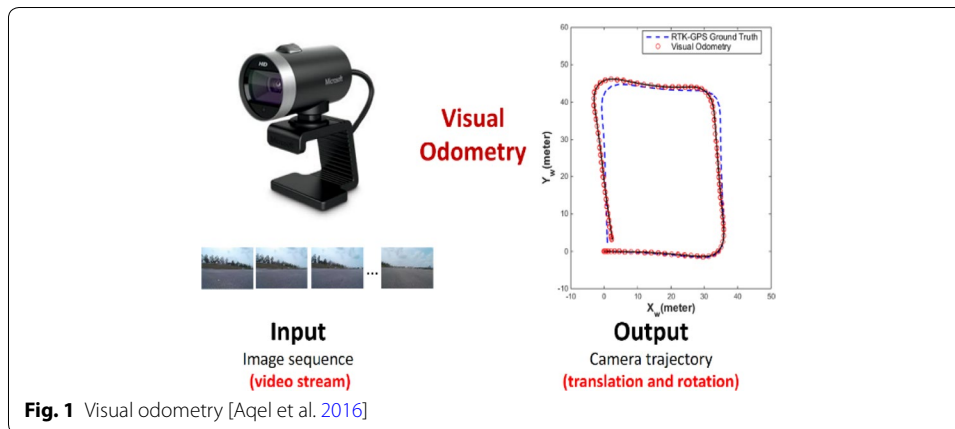 HD
Microsoft
Visual
Odometry
RTK-GPS Ground Truth
Visual Odometry
60
50
40
30
20
10
0
-10
Y_w(meter)
-10 0 10 20 30 40 50
X_w(meter)
...
Input
Image sequence
(video stream)
Output
Camera trajectory
(translation and rotation)
Fig. 1 Visual odometry [Aqel et al. 2016]